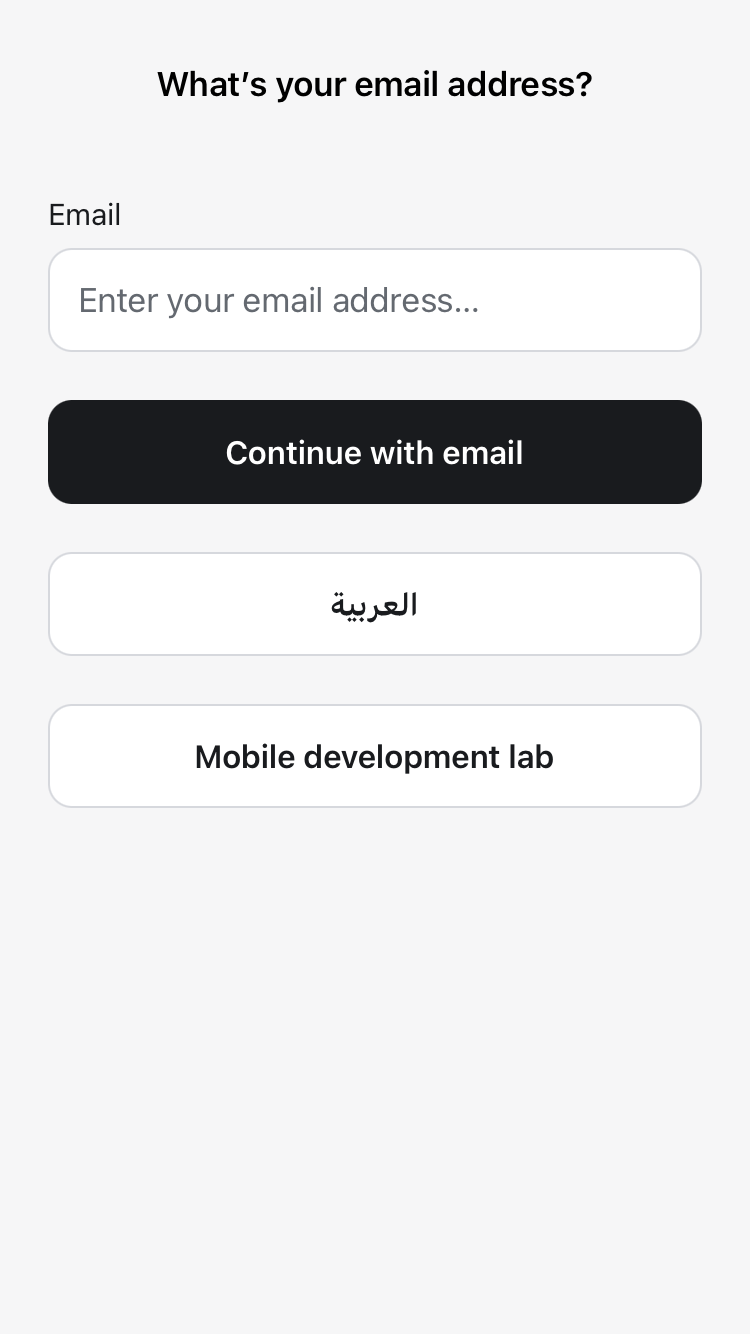 What’s your email address?
Email
Enter your email address...
Continue with email
العربية
Mobile development lab